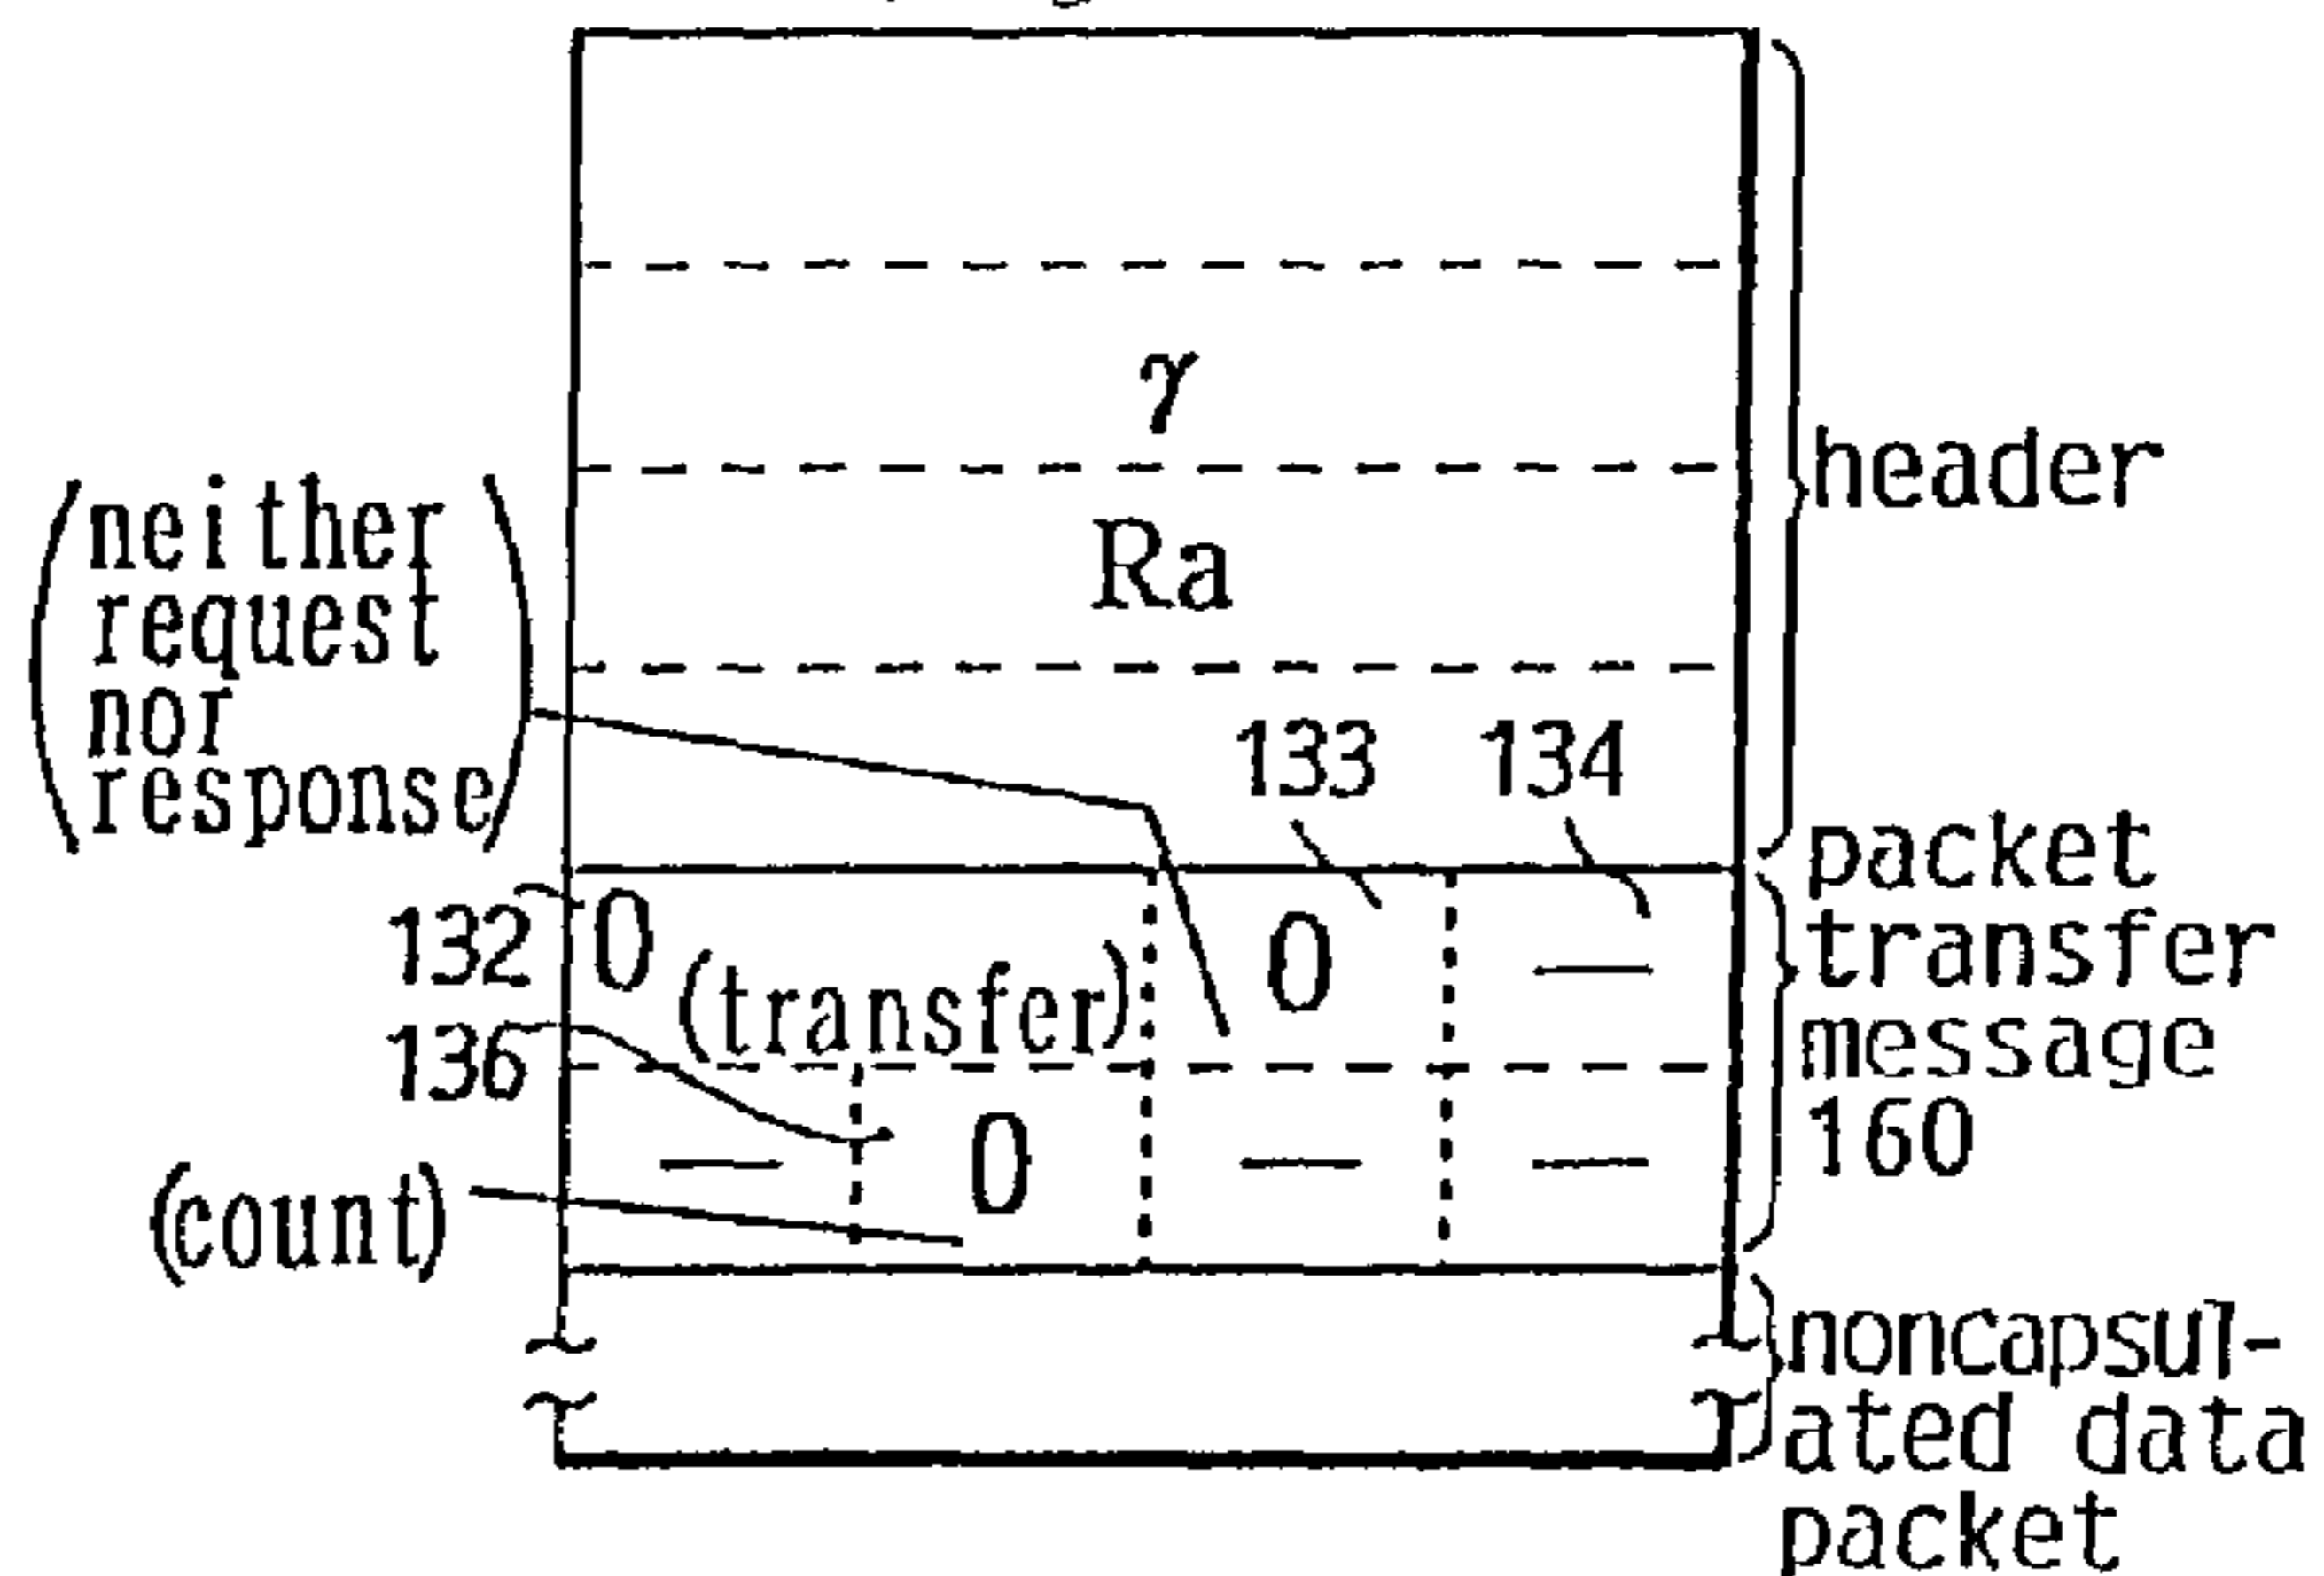 γ
header
(neither
request
nor
response)
Ra
133 134
packet
transfer
message
160
132 0 (transfer) 0 —
136 — 0 — —
(count)
noncapsul-
ated data
packet